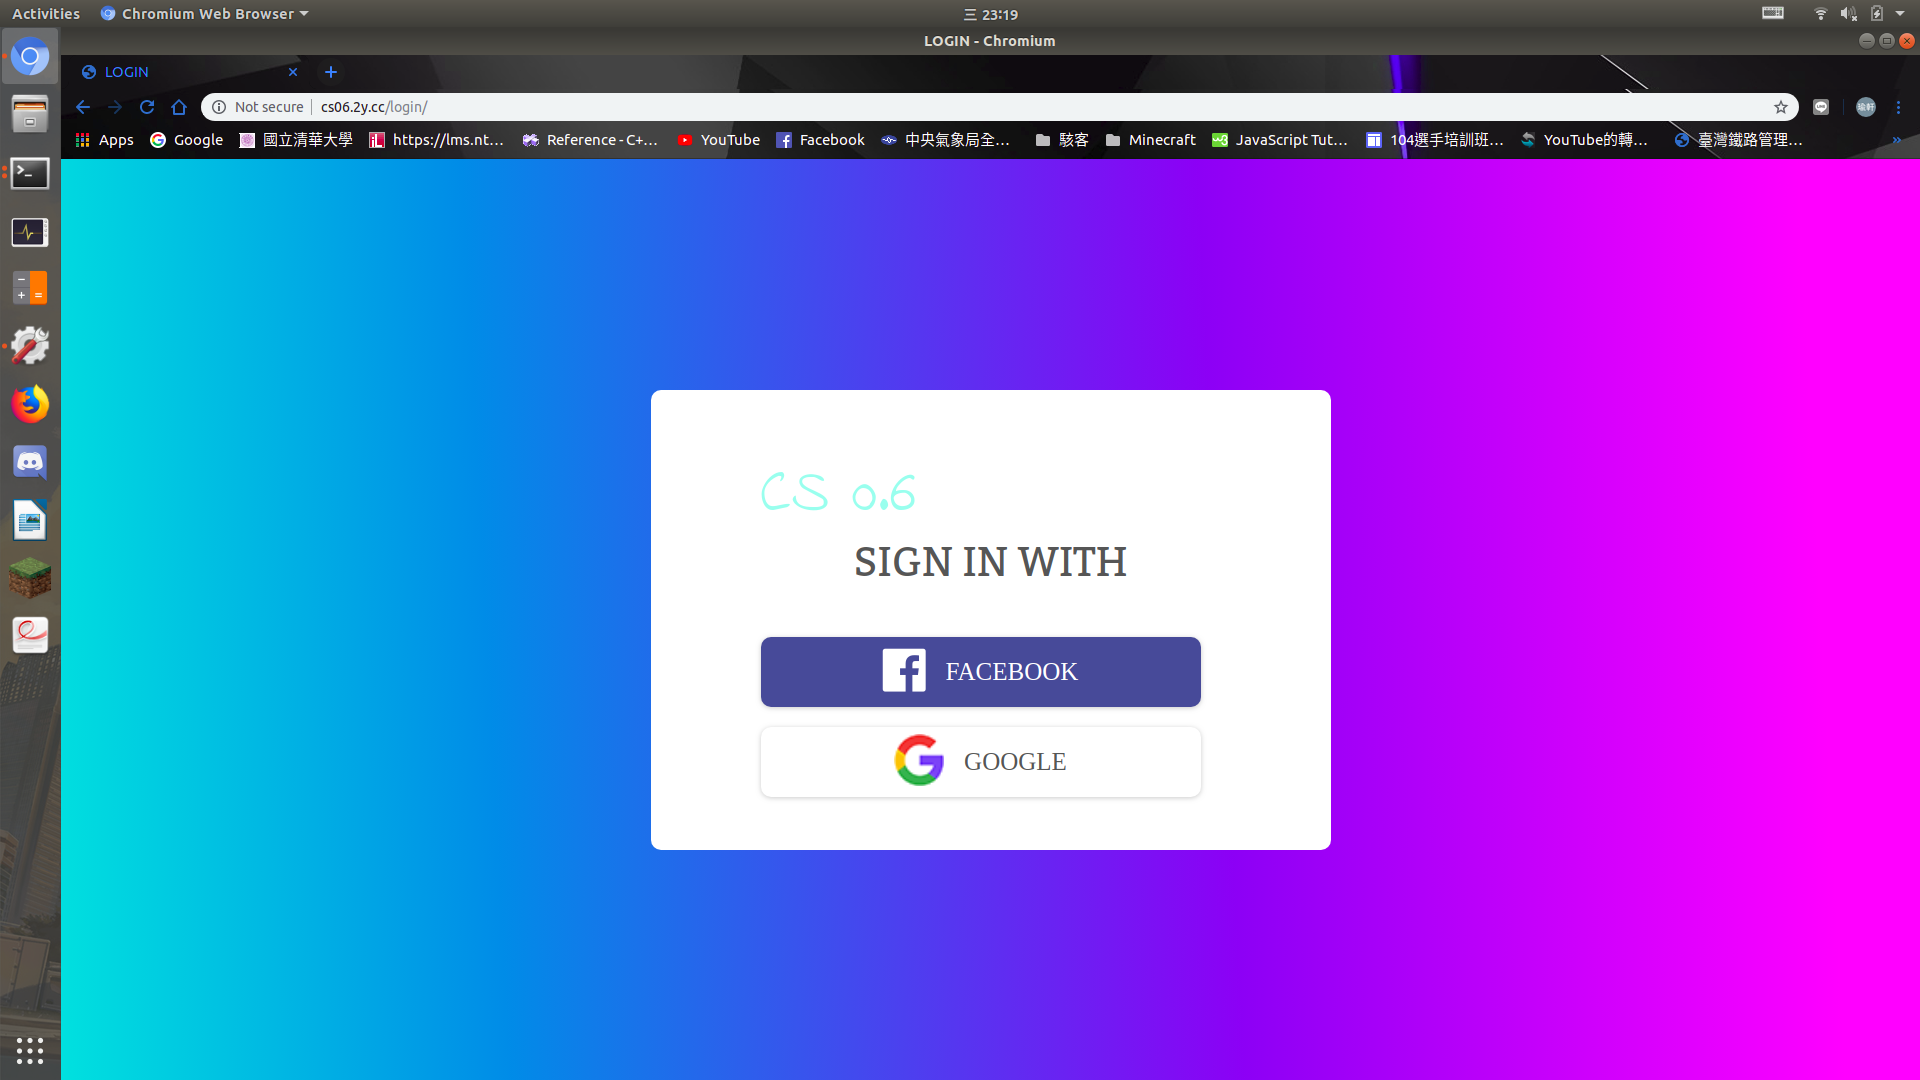 Activities
Chromium Web Browser
三 23:19
LOGIN - Chromium
LOGIN
Not secure
cs06.2y.cc/login/
Apps
Google
國立清華大學
https://lms.nt...
Reference - C+...
YouTube
Facebook
中央氣象局全...
駭客
Minecraft
JavaScript Tut...
104選手培訓班...
YouTube的轉...
臺灣鐵路管理...
CS 0.6
SIGN IN WITH
FACEBOOK
GOOGLE